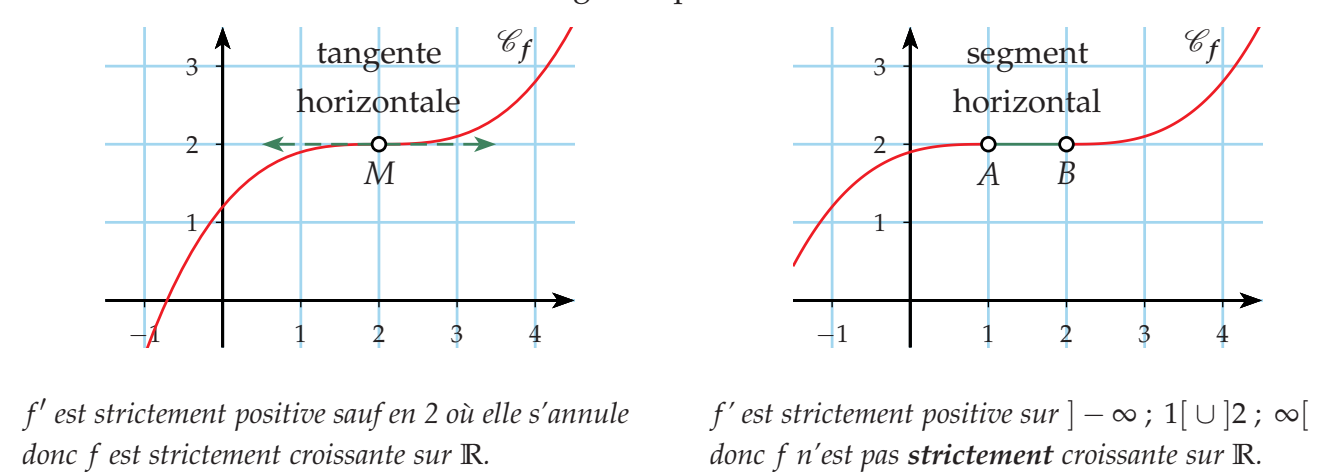 tangente
horizontale
𝒞f
3
2
1
M
−1
1
2
3
4
segment
horizontal
𝒞f
3
2
1
A
B
−1
1
2
3
4
f′ est strictement positive sauf en 2 où elle s'annule
donc f est strictement croissante sur ℝ.
f' est strictement positive sur ] − ∞ ; 1[ ∪ ]2 ; ∞[
donc f n'est pas strictement croissante sur ℝ.